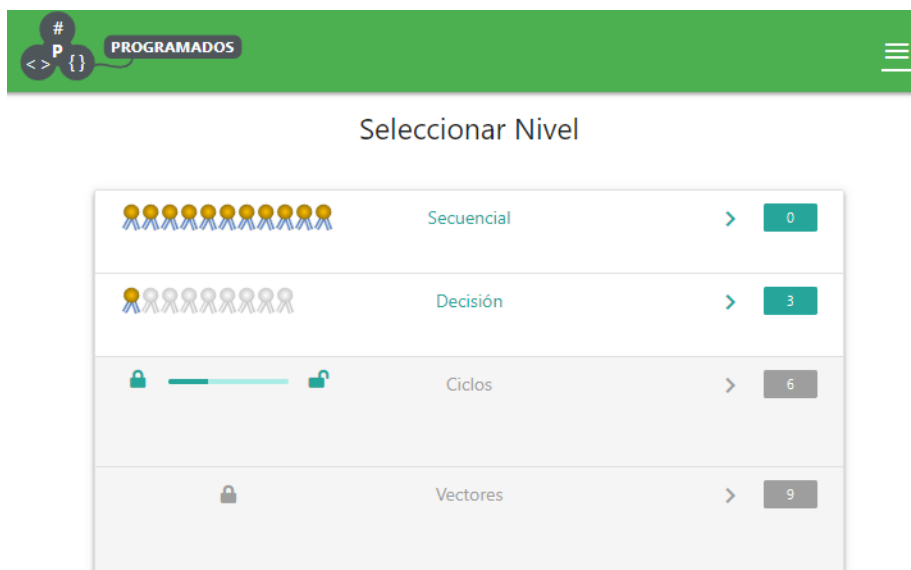 #
P
< >
{ }
PROGRAMADOS
Seleccionar Nivel
Secuencial 0
Decisión 3
Ciclos 6
Vectores 9